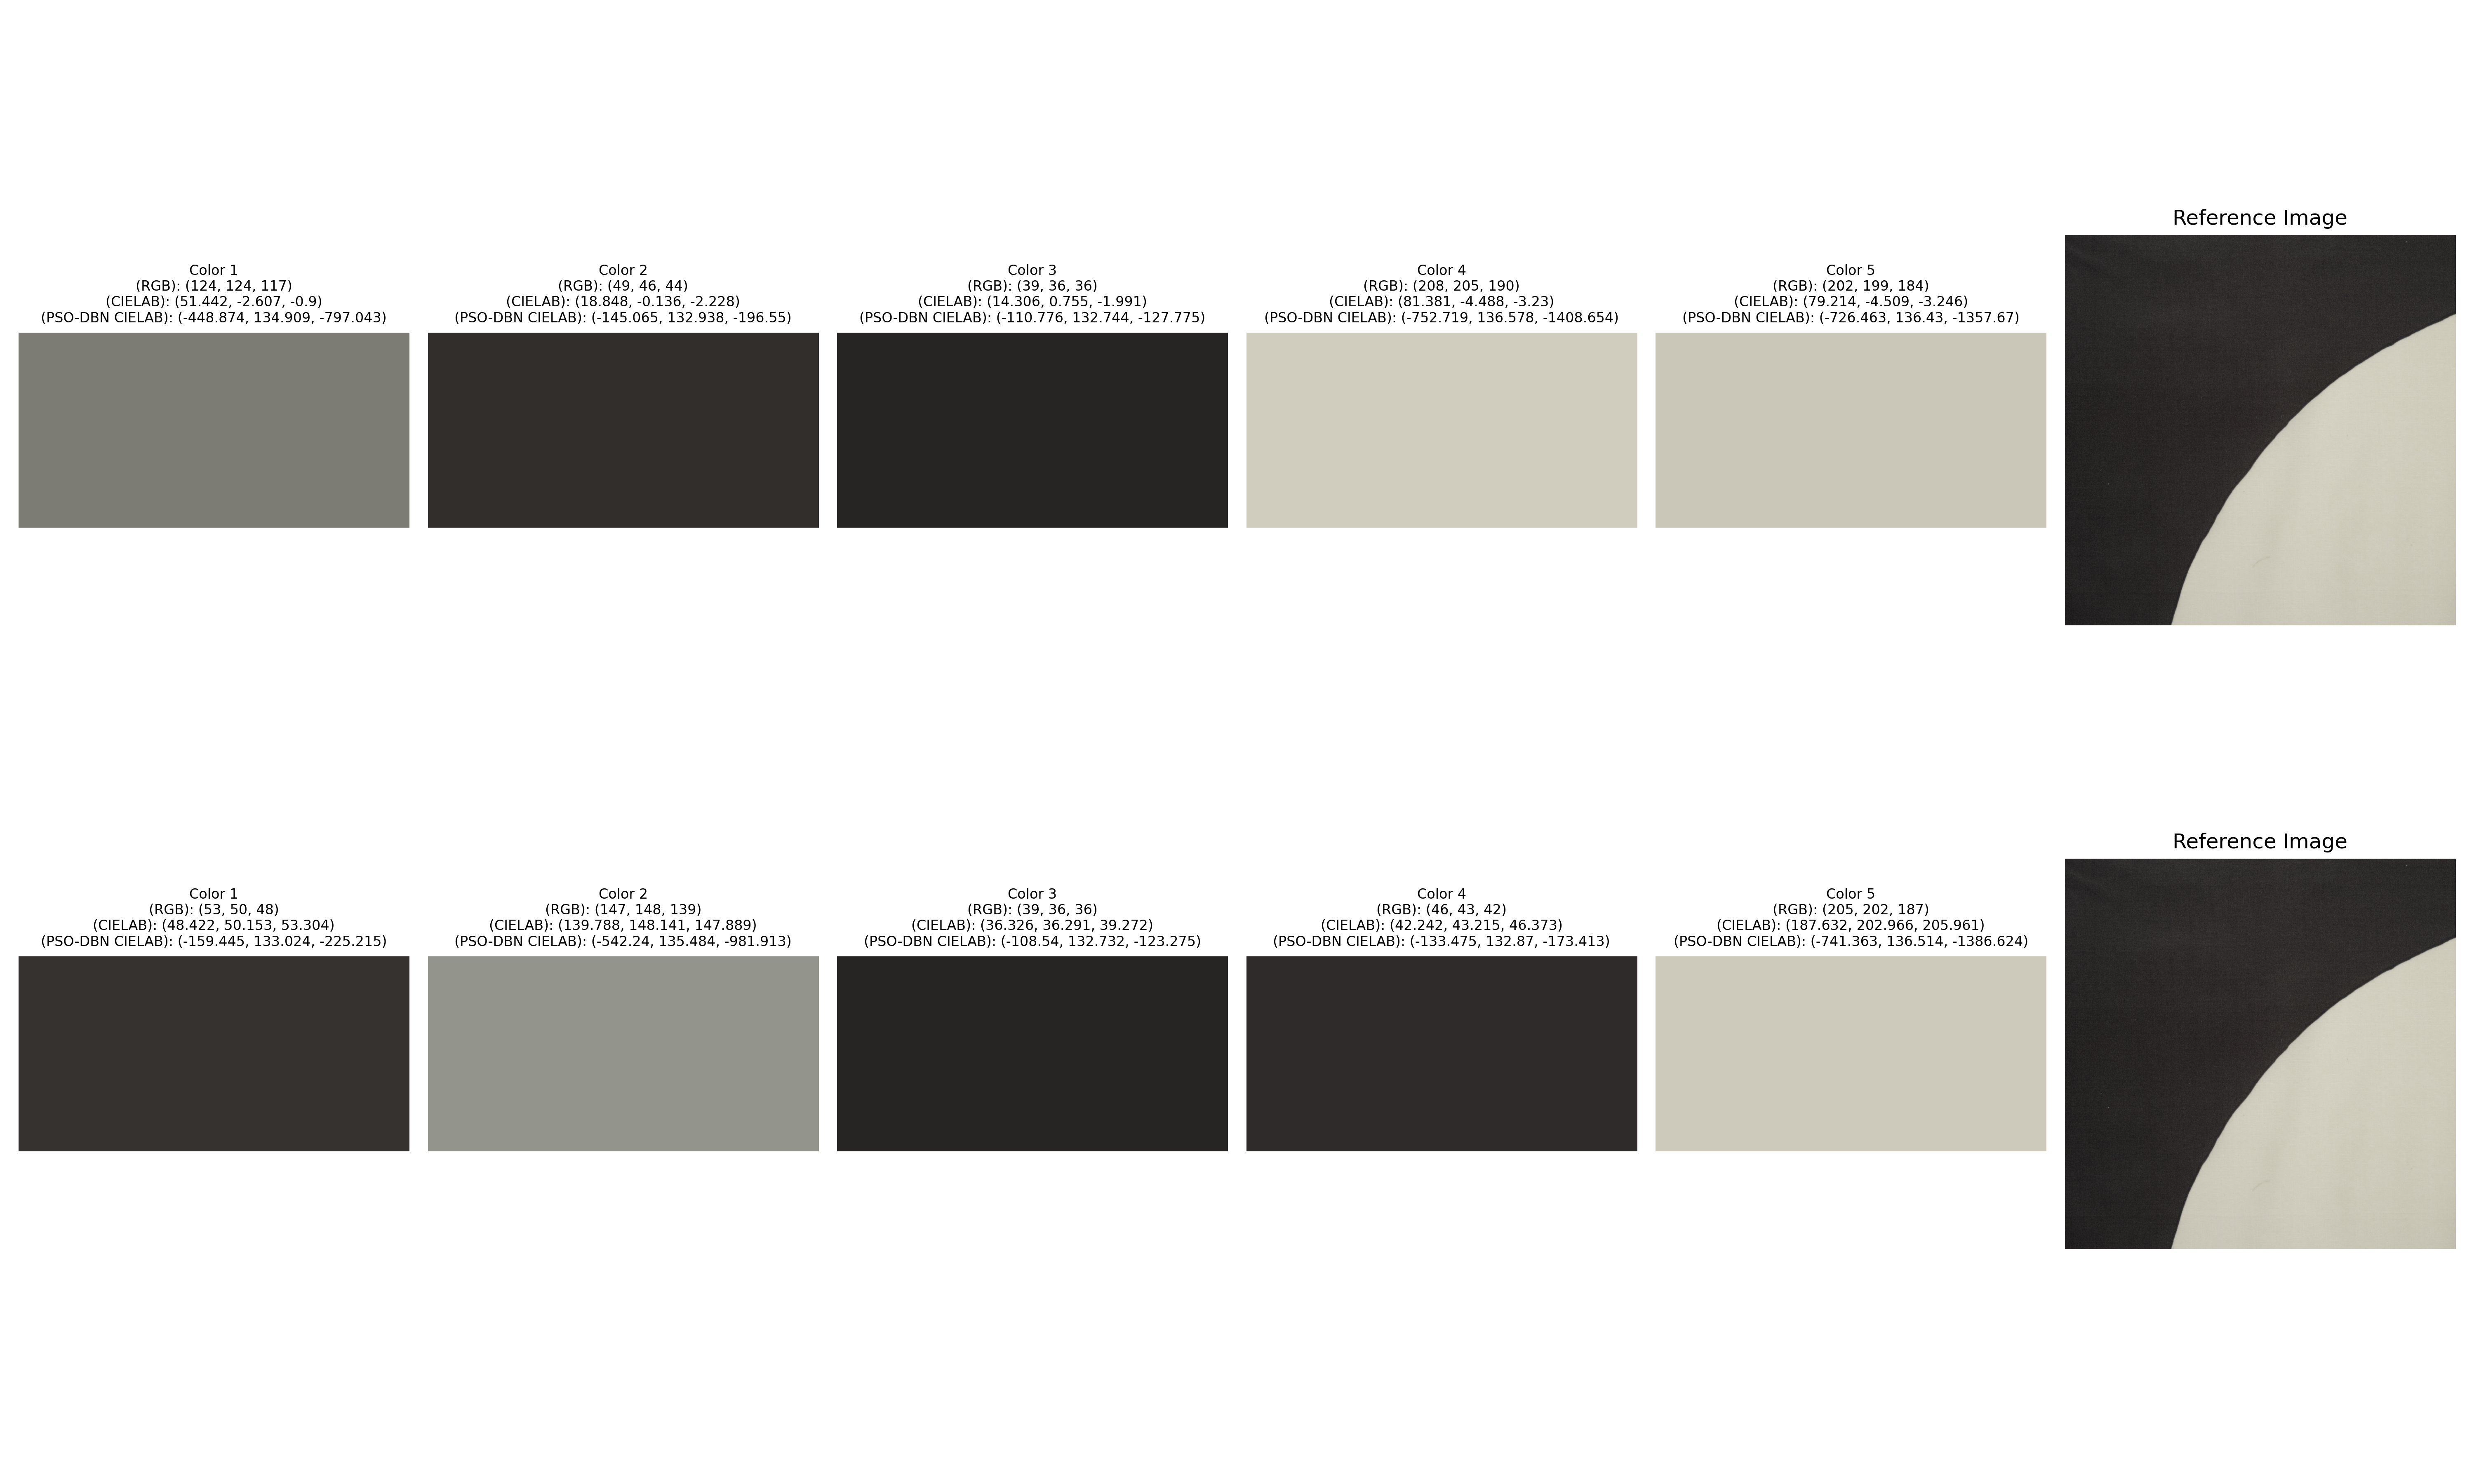 Reference Image
Color 1
(RGB): (124, 124, 117)
(CIELAB): (51.442, -2.607, -0.9)
(PSO-DBN CIELAB): (-448.874, 134.909, -797.043)
Color 2
(RGB): (49, 46, 44)
(CIELAB): (18.848, -0.136, -2.228)
(PSO-DBN CIELAB): (-145.065, 132.938, -196.55)
Color 3
(RGB): (39, 36, 36)
(CIELAB): (14.306, 0.755, -1.991)
(PSO-DBN CIELAB): (-110.776, 132.744, -127.775)
Color 4
(RGB): (208, 205, 190)
(CIELAB): (81.381, -4.488, -3.23)
(PSO-DBN CIELAB): (-752.719, 136.578, -1408.654)
Color 5
(RGB): (202, 199, 184)
(CIELAB): (79.214, -4.509, -3.246)
(PSO-DBN CIELAB): (-726.463, 136.43, -1357.67)
Reference Image
Color 1
(RGB): (53, 50, 48)
(CIELAB): (48.422, 50.153, 53.304)
(PSO-DBN CIELAB): (-159.445, 133.024, -225.215)
Color 2
(RGB): (147, 148, 139)
(CIELAB): (139.788, 148.141, 147.889)
(PSO-DBN CIELAB): (-542.24, 135.484, -981.913)
Color 3
(RGB): (39, 36, 36)
(CIELAB): (36.326, 36.291, 39.272)
(PSO-DBN CIELAB): (-108.54, 132.732, -123.275)
Color 4
(RGB): (46, 43, 42)
(CIELAB): (42.242, 43.215, 46.373)
(PSO-DBN CIELAB): (-133.475, 132.87, -173.413)
Color 5
(RGB): (205, 202, 187)
(CIELAB): (187.632, 202.966, 205.961)
(PSO-DBN CIELAB): (-741.363, 136.514, -1386.624)